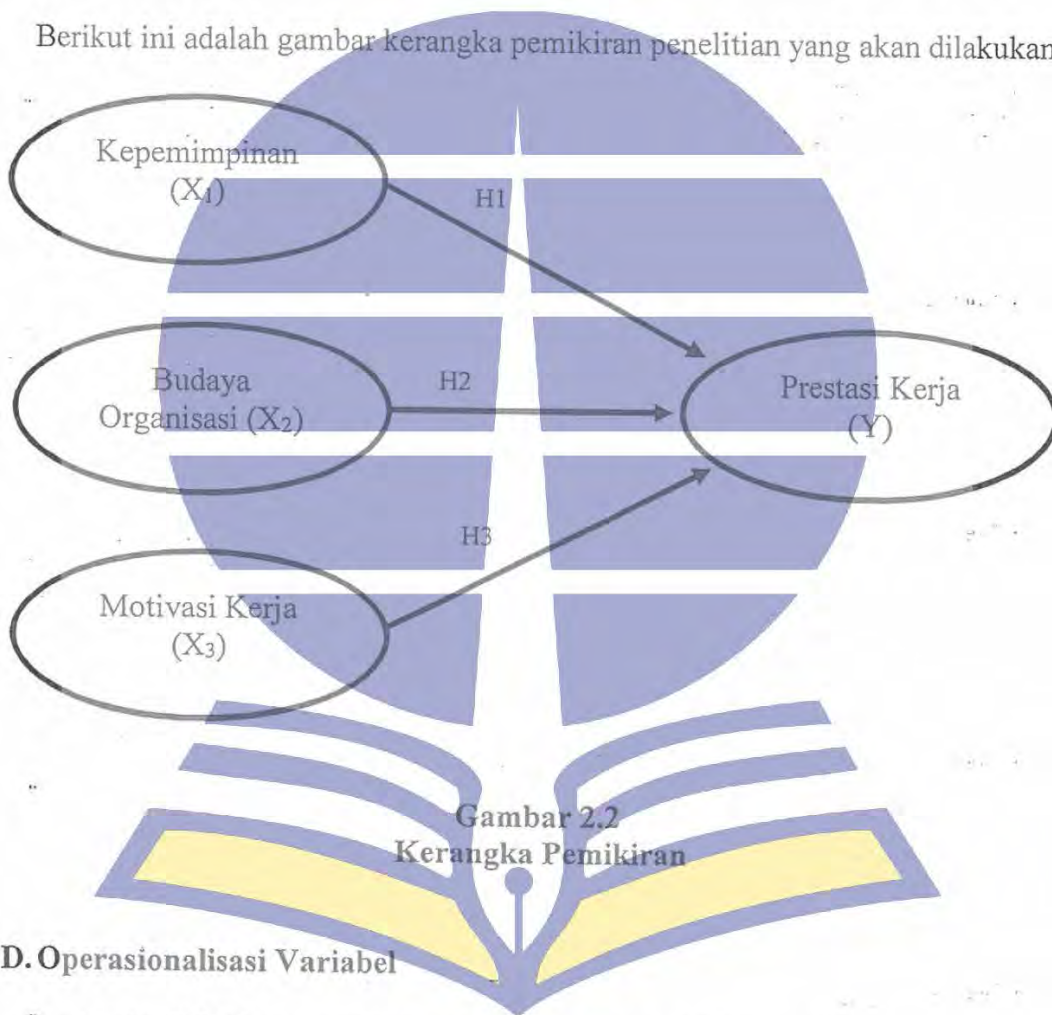 Berikut ini adalah gambar kerangka pemikiran penelitian yang akan dilakukan
Kepemimpinan
(X₁)
H1
Budaya
Organisasi (X₂)
H2
Prestasi Kerja
(Y)
H3
Motivasi Kerja
(X₃)
Gambar 2.2
Kerangka Pemikiran
D. Operasionalisasi Variabel